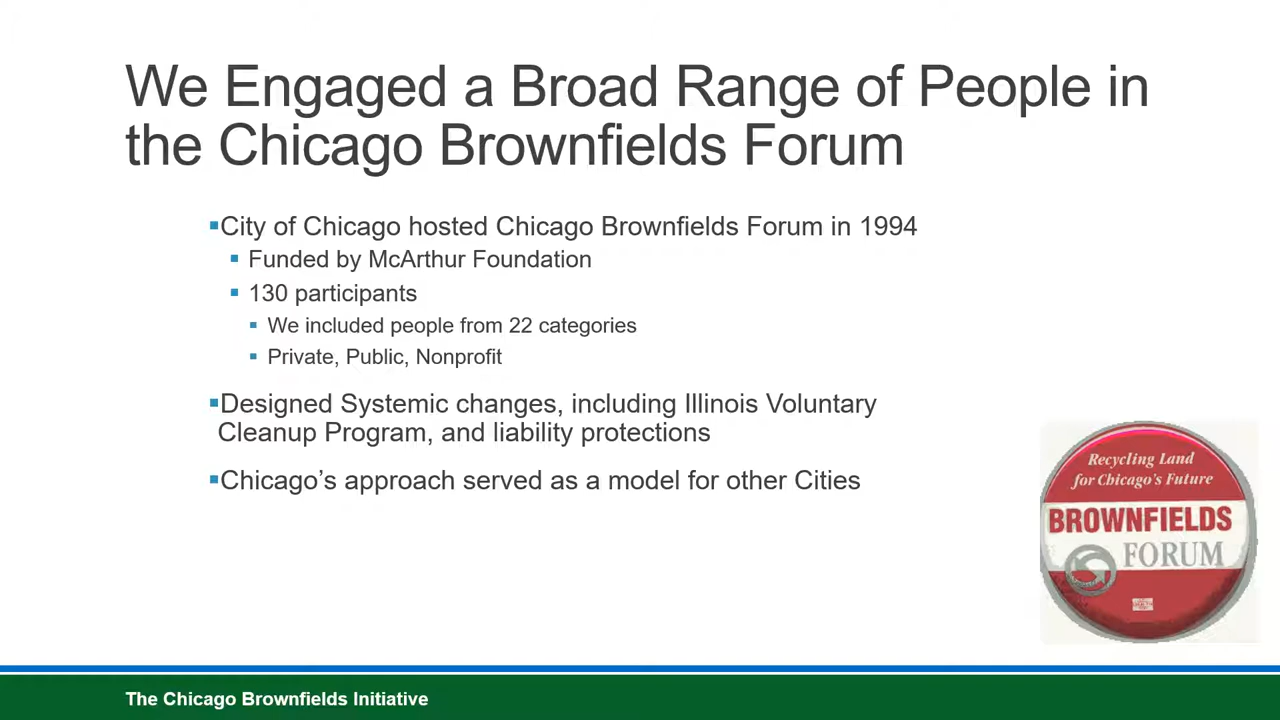 We Engaged a Broad Range of People in
the Chicago Brownfields Forum
▪City of Chicago hosted Chicago Brownfields Forum in 1994
▪ Funded by McArthur Foundation
▪ 130 participants
▪ We included people from 22 categories
▪ Private, Public, Nonprofit
▪Designed Systemic changes, including Illinois Voluntary
Cleanup Program, and liability protections
▪Chicago’s approach served as a model for other Cities
Recycling Land
for Chicago's Future
BROWNFIELDS
FORUM
The Chicago Brownfields Initiative